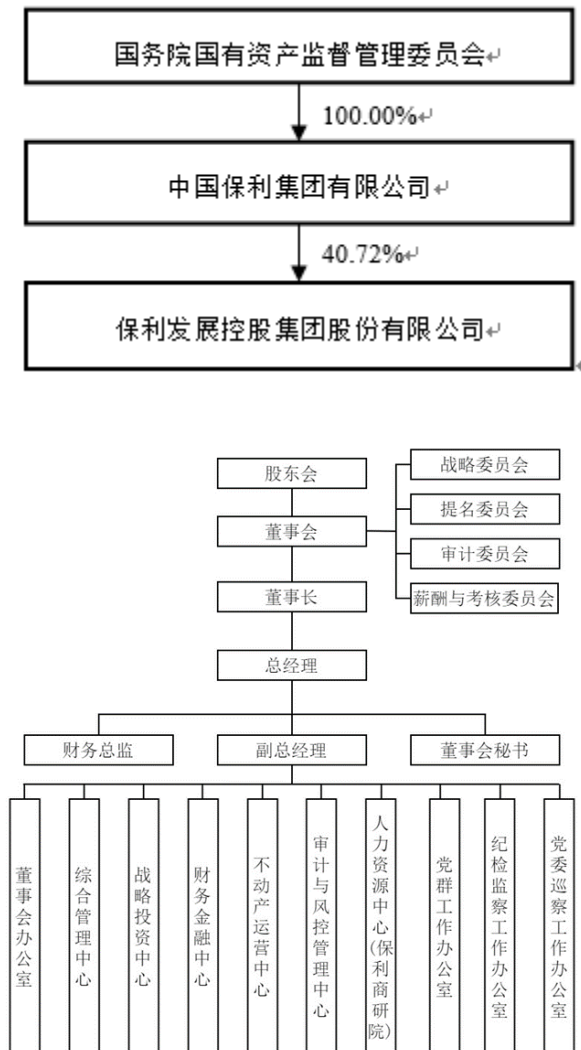 国务院国有资产监督管理委员会↵
100.00%↵
中国保利集团有限公司↵
40.72%↵
保利发展控股集团股份有限公司↵
↵
股东会
董事会
战略委员会
提名委员会
审计委员会
薪酬与考核委员会
董事长
总经理
财务总监
副总经理
董事会秘书
董事会办公室
综合管理中心
战略投资中心
财务金融中心
不动产运营中心
审计与风控管理中心
人力资源中心(保利商研院)
党群工作办公室
纪检监察工作办公室
党委巡察工作办公室